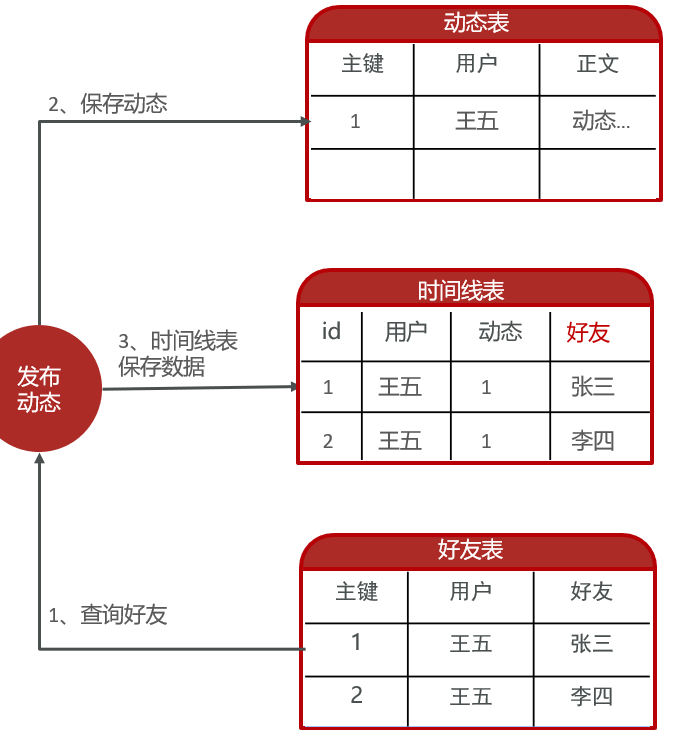 动态表
主键 用户 正文
1 王五 动态...
2、保存动态
时间线表
id 用户 动态 好友
1 王五 1 张三
2 王五 1 李四
3、时间线表
保存数据
发布
动态
好友表
主键 用户 好友
1 王五 张三
2 王五 李四
1、查询好友